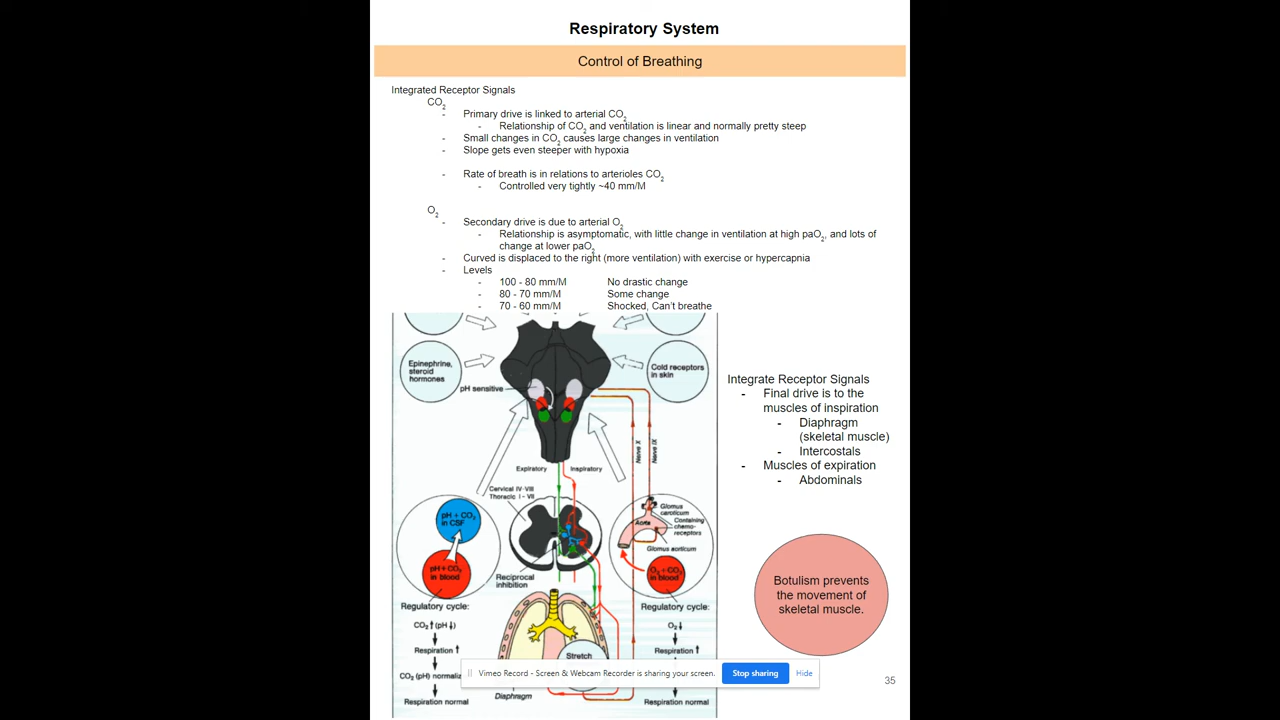 Respiratory System
Control of Breathing
Integrated Receptor Signals
CO2
- Primary drive is linked to arterial CO2
- Relationship of CO2 and ventilation is linear and normally pretty steep
- Small changes in CO2 causes large changes in ventilation
- Slope gets even steeper with hypoxia
- Rate of breath is in relations to arterioles CO2
- Controlled very tightly ~40 mm/M
O2
- Secondary drive is due to arterial O2
- Relationship is asymptomatic, with little change in ventilation at high paO2, and lots of
change at lower paO2
- Curved is displaced to the right (more ventilation) with exercise or hypercapnia
- Levels
- 100 - 80 mm/M No drastic change
- 80 - 70 mm/M Some change
- 70 - 60 mm/M Shocked, Can't breathe
Epinephrine,
steroid
hormones
pH sensitive
Cold receptors
in skin
Nerve X
Nerve IX
Expiratory
Inspiratory
Cervical IV-VIII
Thoracic I - VII
pH + CO2
in CSF
pH + CO2
in blood
Reciprocal
inhibition
Glomus
caroticum
Aorta
Containing
chemo-
receptors
Glomus aorticum
O2 + CO2
in blood
Regulatory cycle:
CO2↑ (pH↓)
Respiration ↑
CO2 (pH) normaliz
Respiration normal
Stretch
Diaphragm
Regulatory cycle:
O2↓
Respiration ↑
Respiration normal
Integrate Receptor Signals
- Final drive is to the
muscles of inspiration
- Diaphragm
(skeletal muscle)
- Intercostals
- Muscles of expiration
- Abdominals
Botulism prevents
the movement of
skeletal muscle.
Vimeo Record - Screen & Webcam Recorder is sharing your screen.
Stop sharing
Hide
35